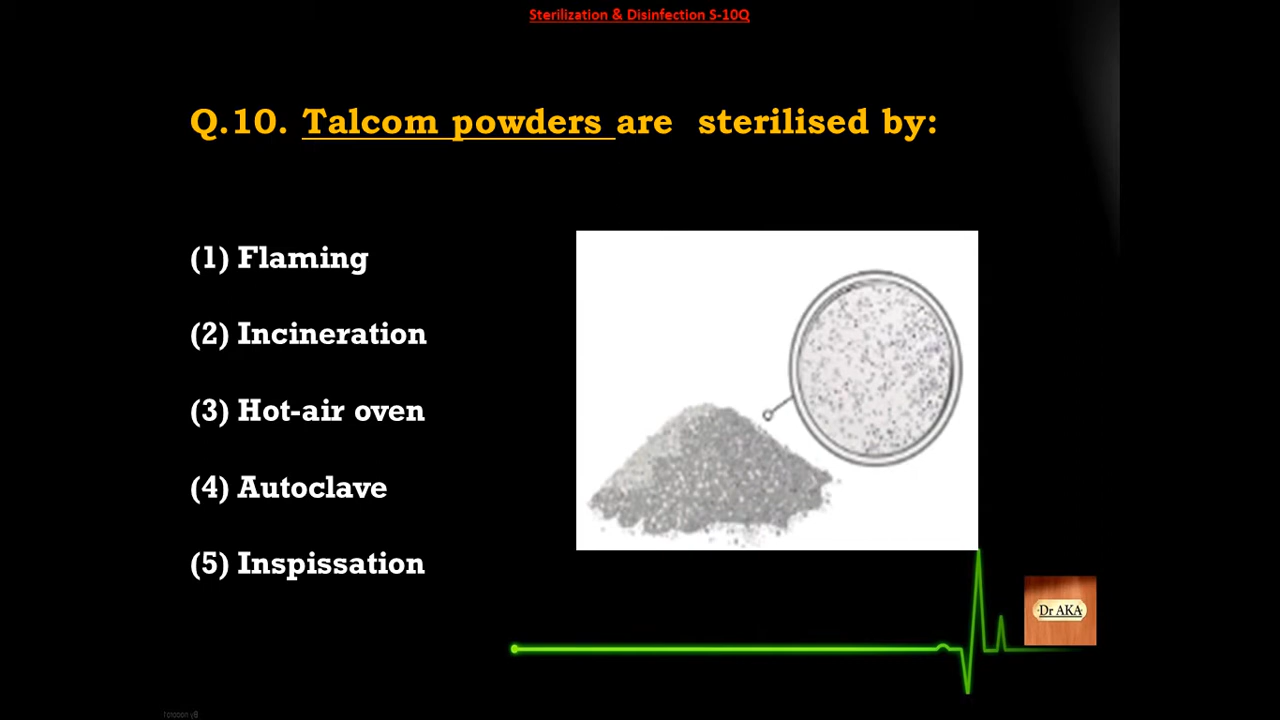 Sterilization & Disinfection S-10Q
Q.10. Talcom powders are sterilised by:
(1) Flaming
(2) Incineration
(3) Hot-air oven
(4) Autoclave
(5) Inspissation
Dr AKA